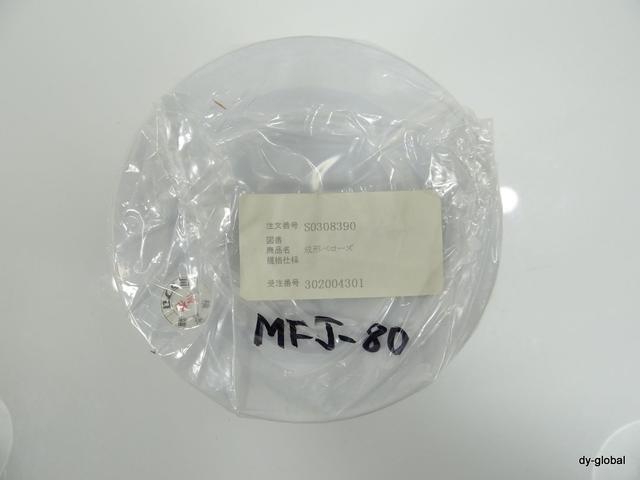 注文番号 S0308390
図番
商品名 成形ベローズ
規格仕様
受注番号 302004301
MFJ-80
dy-global